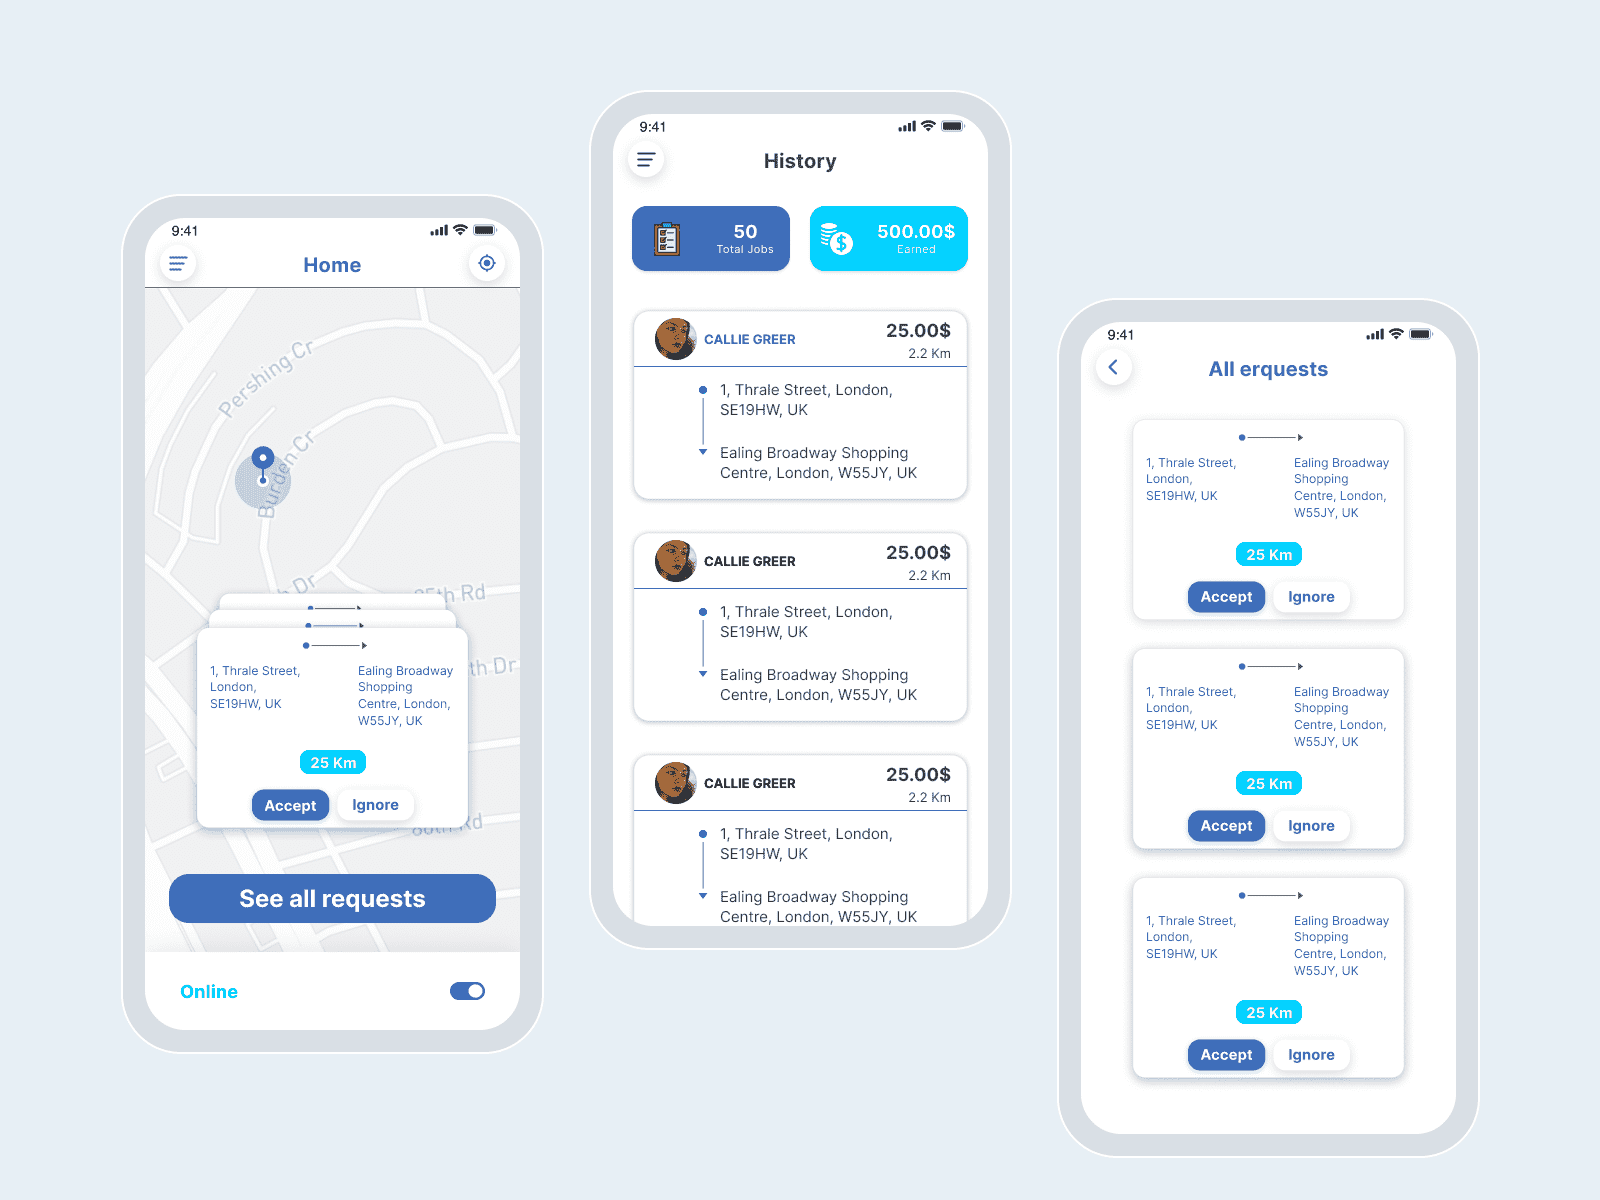 9:41
Home
Pershing Cr
Burden Cr
Dr
25th Rd
th Dr
Rd
1, Thrale Street,
London,
SE19HW, UK
Ealing Broadway
Shopping
Centre, London,
W55JY, UK
25 Km
Accept
Ignore
See all requests
Online
9:41
History
50
Total Jobs
500.00$
Earned
CALLIE GREER
25.00$
2.2 Km
1, Thrale Street, London,
SE19HW, UK
Ealing Broadway Shopping
Centre, London, W55JY, UK
CALLIE GREER
25.00$
2.2 Km
1, Thrale Street, London,
SE19HW, UK
Ealing Broadway Shopping
Centre, London, W55JY, UK
CALLIE GREER
25.00$
2.2 Km
1, Thrale Street, London,
SE19HW, UK
Ealing Broadway Shopping
Centre, London, W55JY, UK
9:41
All erquests
1, Thrale Street,
London,
SE19HW, UK
Ealing Broadway
Shopping
Centre, London,
W55JY, UK
25 Km
Accept
Ignore
1, Thrale Street,
London,
SE19HW, UK
Ealing Broadway
Shopping
Centre, London,
W55JY, UK
25 Km
Accept
Ignore
1, Thrale Street,
London,
SE19HW, UK
Ealing Broadway
Shopping
Centre, London,
W55JY, UK
25 Km
Accept
Ignore